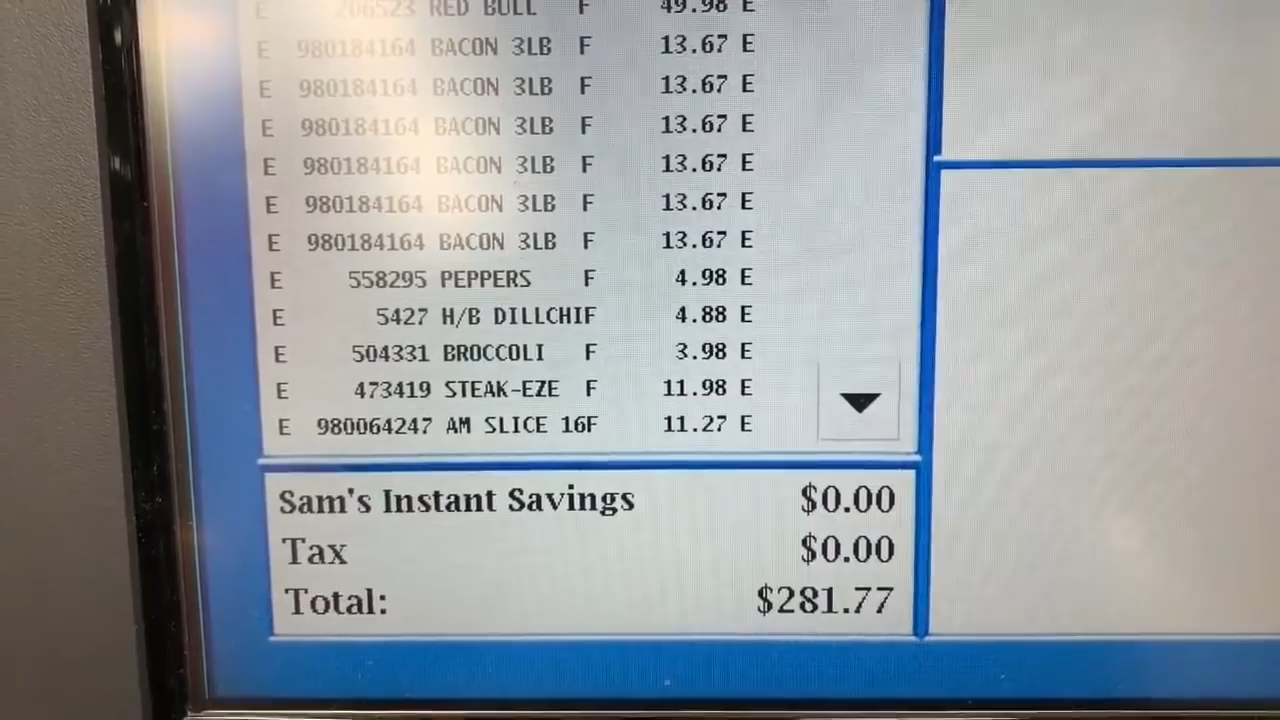 E 206523 RED BULL F 49.98 E
E 980184164 BACON 3LB F 13.67 E
E 980184164 BACON 3LB F 13.67 E
E 980184164 BACON 3LB F 13.67 E
E 980184164 BACON 3LB F 13.67 E
E 980184164 BACON 3LB F 13.67 E
E 980184164 BACON 3LB F 13.67 E
E 558295 PEPPERS F 4.98 E
E 5427 H/B DILLCHIF 4.88 E
E 504331 BROCCOLI F 3.98 E
E 473419 STEAK-EZE F 11.98 E
E 980064247 AM SLICE 16F 11.27 E
Sam's Instant Savings $0.00
Tax $0.00
Total: $281.77